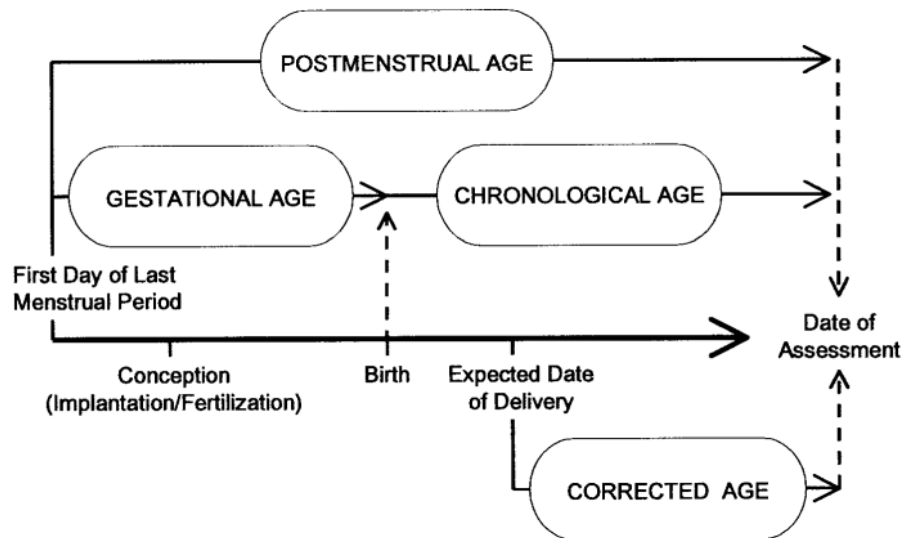 POSTMENSTRUAL AGE
GESTATIONAL AGE
CHRONOLOGICAL AGE
First Day of Last
Menstrual Period
Date of
Assessment
Conception
(Implantation/Fertilization)
Birth
Expected Date
of Delivery
CORRECTED AGE